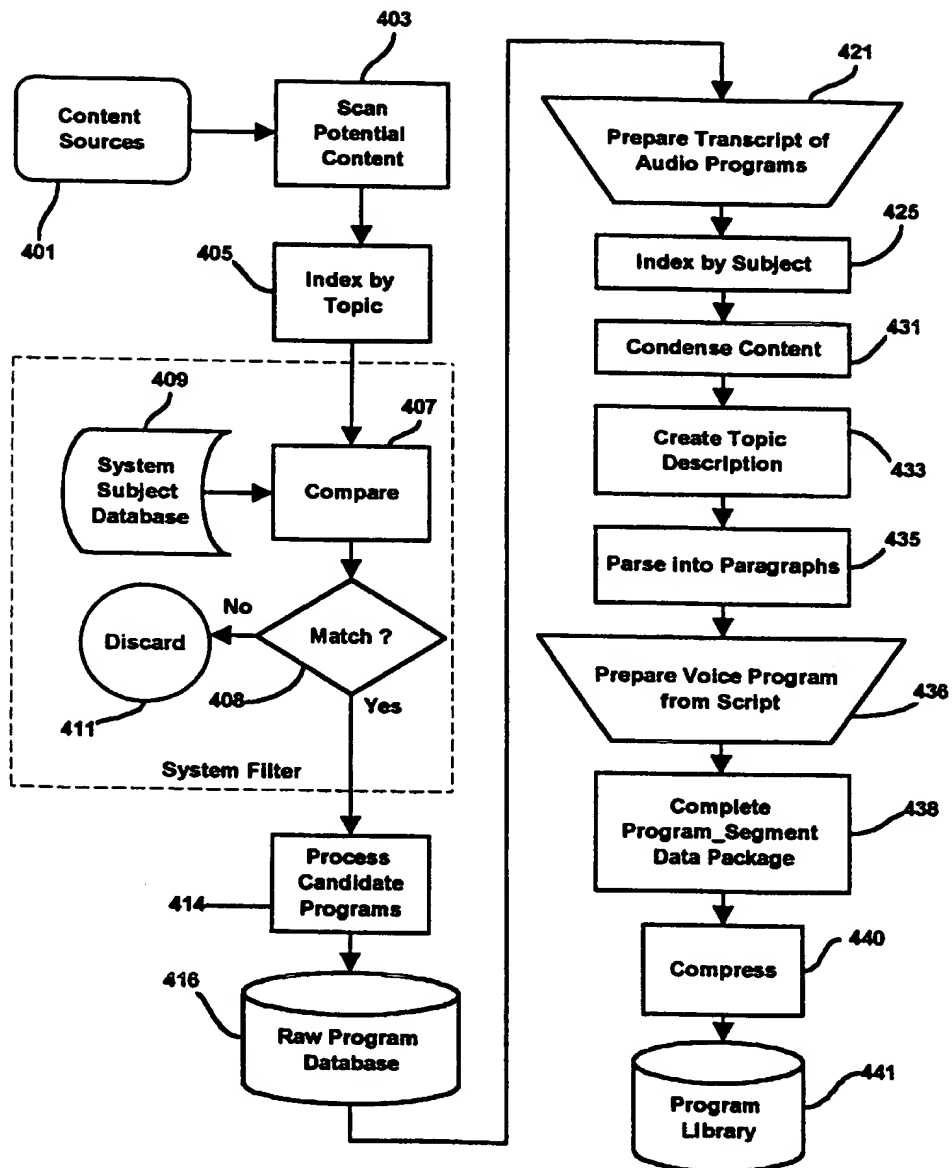 403
Content
Sources
401
Scan
Potential
Content
405
Index by
Topic
409
System
Subject
Database
407
Compare
No
Discard
411
Match ?
408
Yes
System Filter
Process
Candidate
Programs
414
416
Raw Program
Database
421
Prepare Transcript of
Audio Programs
425
Index by Subject
Condense Content
431
Create Topic
Description
433
435
Parse into Paragraphs
Prepare Voice Program
from Script
436
Complete
Program_Segment
Data Package
438
440
Compress
441
Program
Library